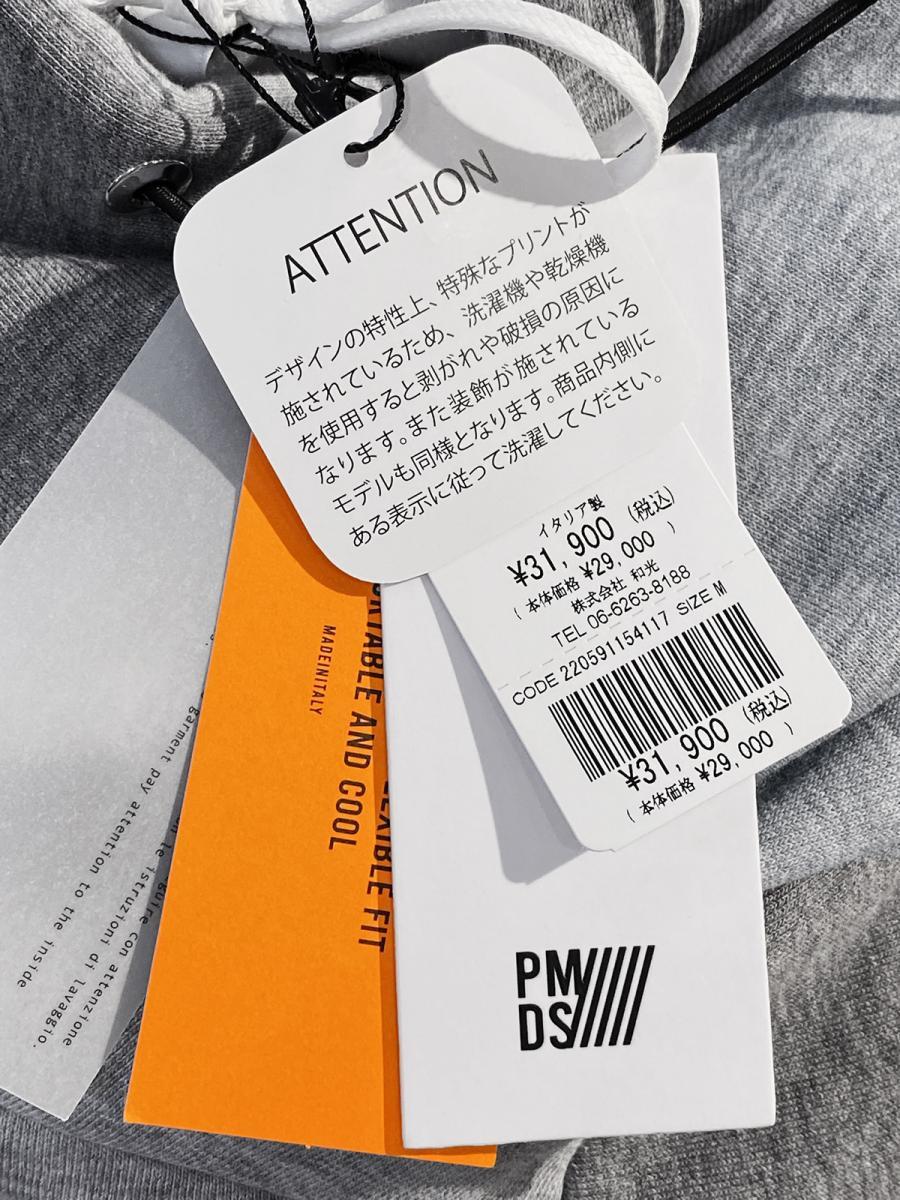 ATTENTION
デザインの特性上、特殊なプリントが
施されているため、洗濯機や乾燥機
を使用すると剥がれや破損の原因に
なります。また装飾が施されている
モデルも同様となります。商品内側に
ある表示に従って洗濯してください。
イタリア製
¥31,900 (税込)
( 本体価格 ¥29,000 )
株式会社 和光
TEL 06-6263-8188
CODE 220591154117 SIZE M
¥31,900 (税込)
( 本体価格 ¥29,000 )
PM
DS
FIT
AND COOL
MADEINITALY
con attenzione
istruzioni di lavaggio.
garment pay attention to the inside